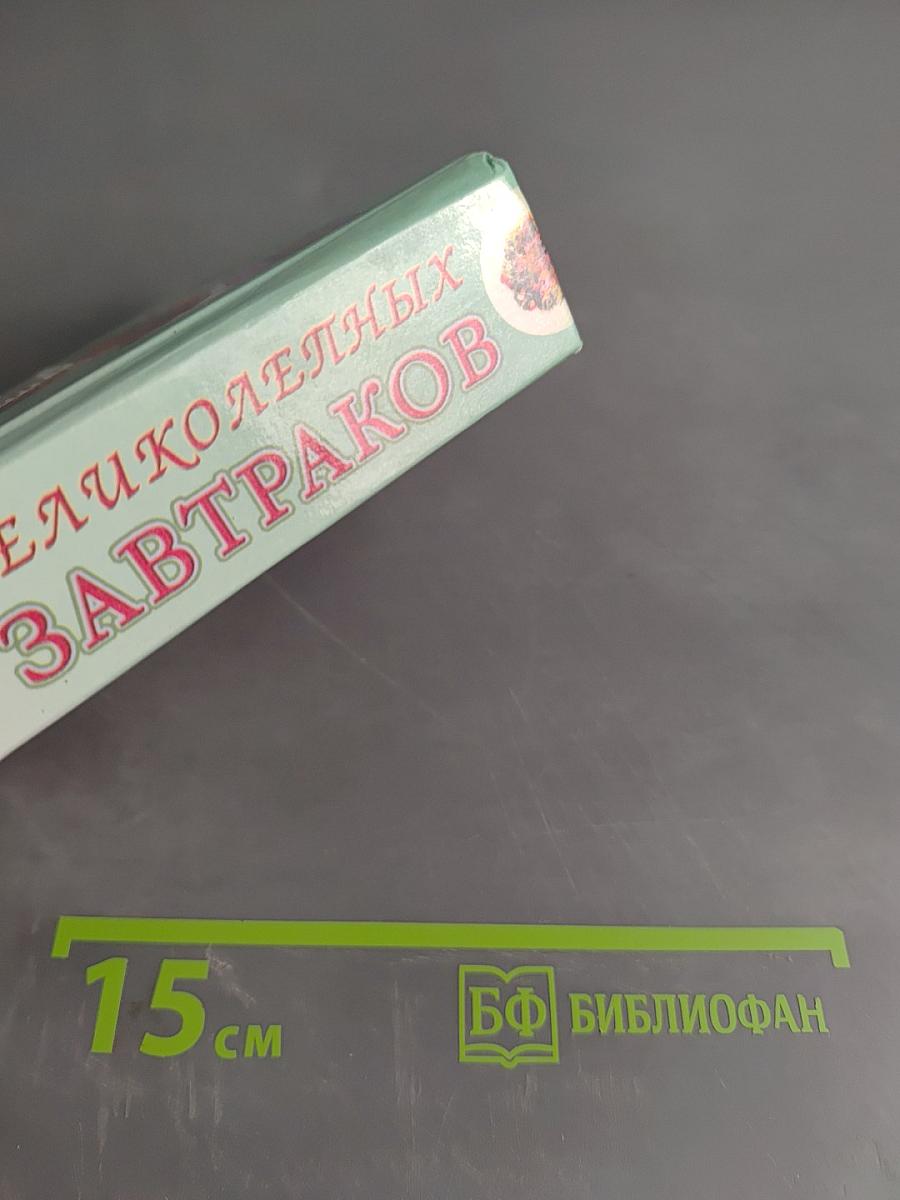 ЕЛИКОЛЕПНЫХ
ЗАВТРАКОВ
15 см
БФ БИБЛИОФАН